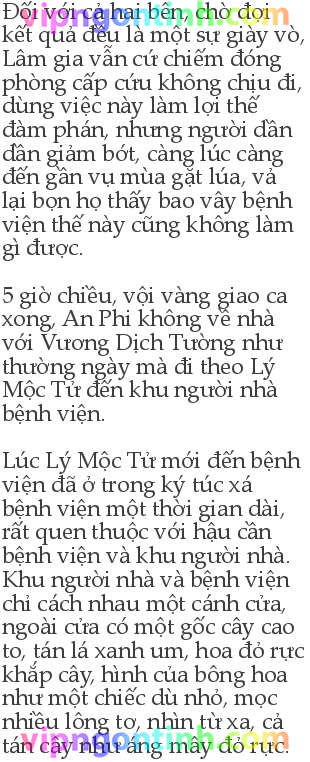 Đối với cả hai bên, chờ đợi
kết quả đều là một sự giày vò,
Lâm gia vẫn cứ chiếm đóng
phòng cấp cứu không chịu đi,
dùng việc này làm lợi thế
đàm phán, nhưng người dần
dần giảm bớt, càng lúc càng
đến gần vụ mùa gặt lúa, vả
lại bọn họ thấy bao vây bệnh
viện thế này cũng không làm
gì được.
5 giờ chiều, vội vàng giao ca
xong, An Phi không về nhà
với Vương Dịch Tường như
thường ngày mà đi theo Lý
Mộc Tử đến khu người nhà
bệnh viện.
Lúc Lý Mộc Tử mới đến bệnh
viện đã ở trong ký túc xá
bệnh viện một thời gian dài,
rất quen thuộc với hậu cần
bệnh viện và khu người nhà.
Khu người nhà và bệnh viện
chỉ cách nhau một cánh cửa,
ngoài cửa có một gốc cây cao
to, tán lá xanh um, hoa đỏ rực
khắp cây, hình của bông hoa
như một chiếc dù nhỏ, mọc
nhiều lông tơ, nhìn từ xa, cả
tán cây như áng mây đỏ rực.
vipngontinh.com
vipngontinh.com